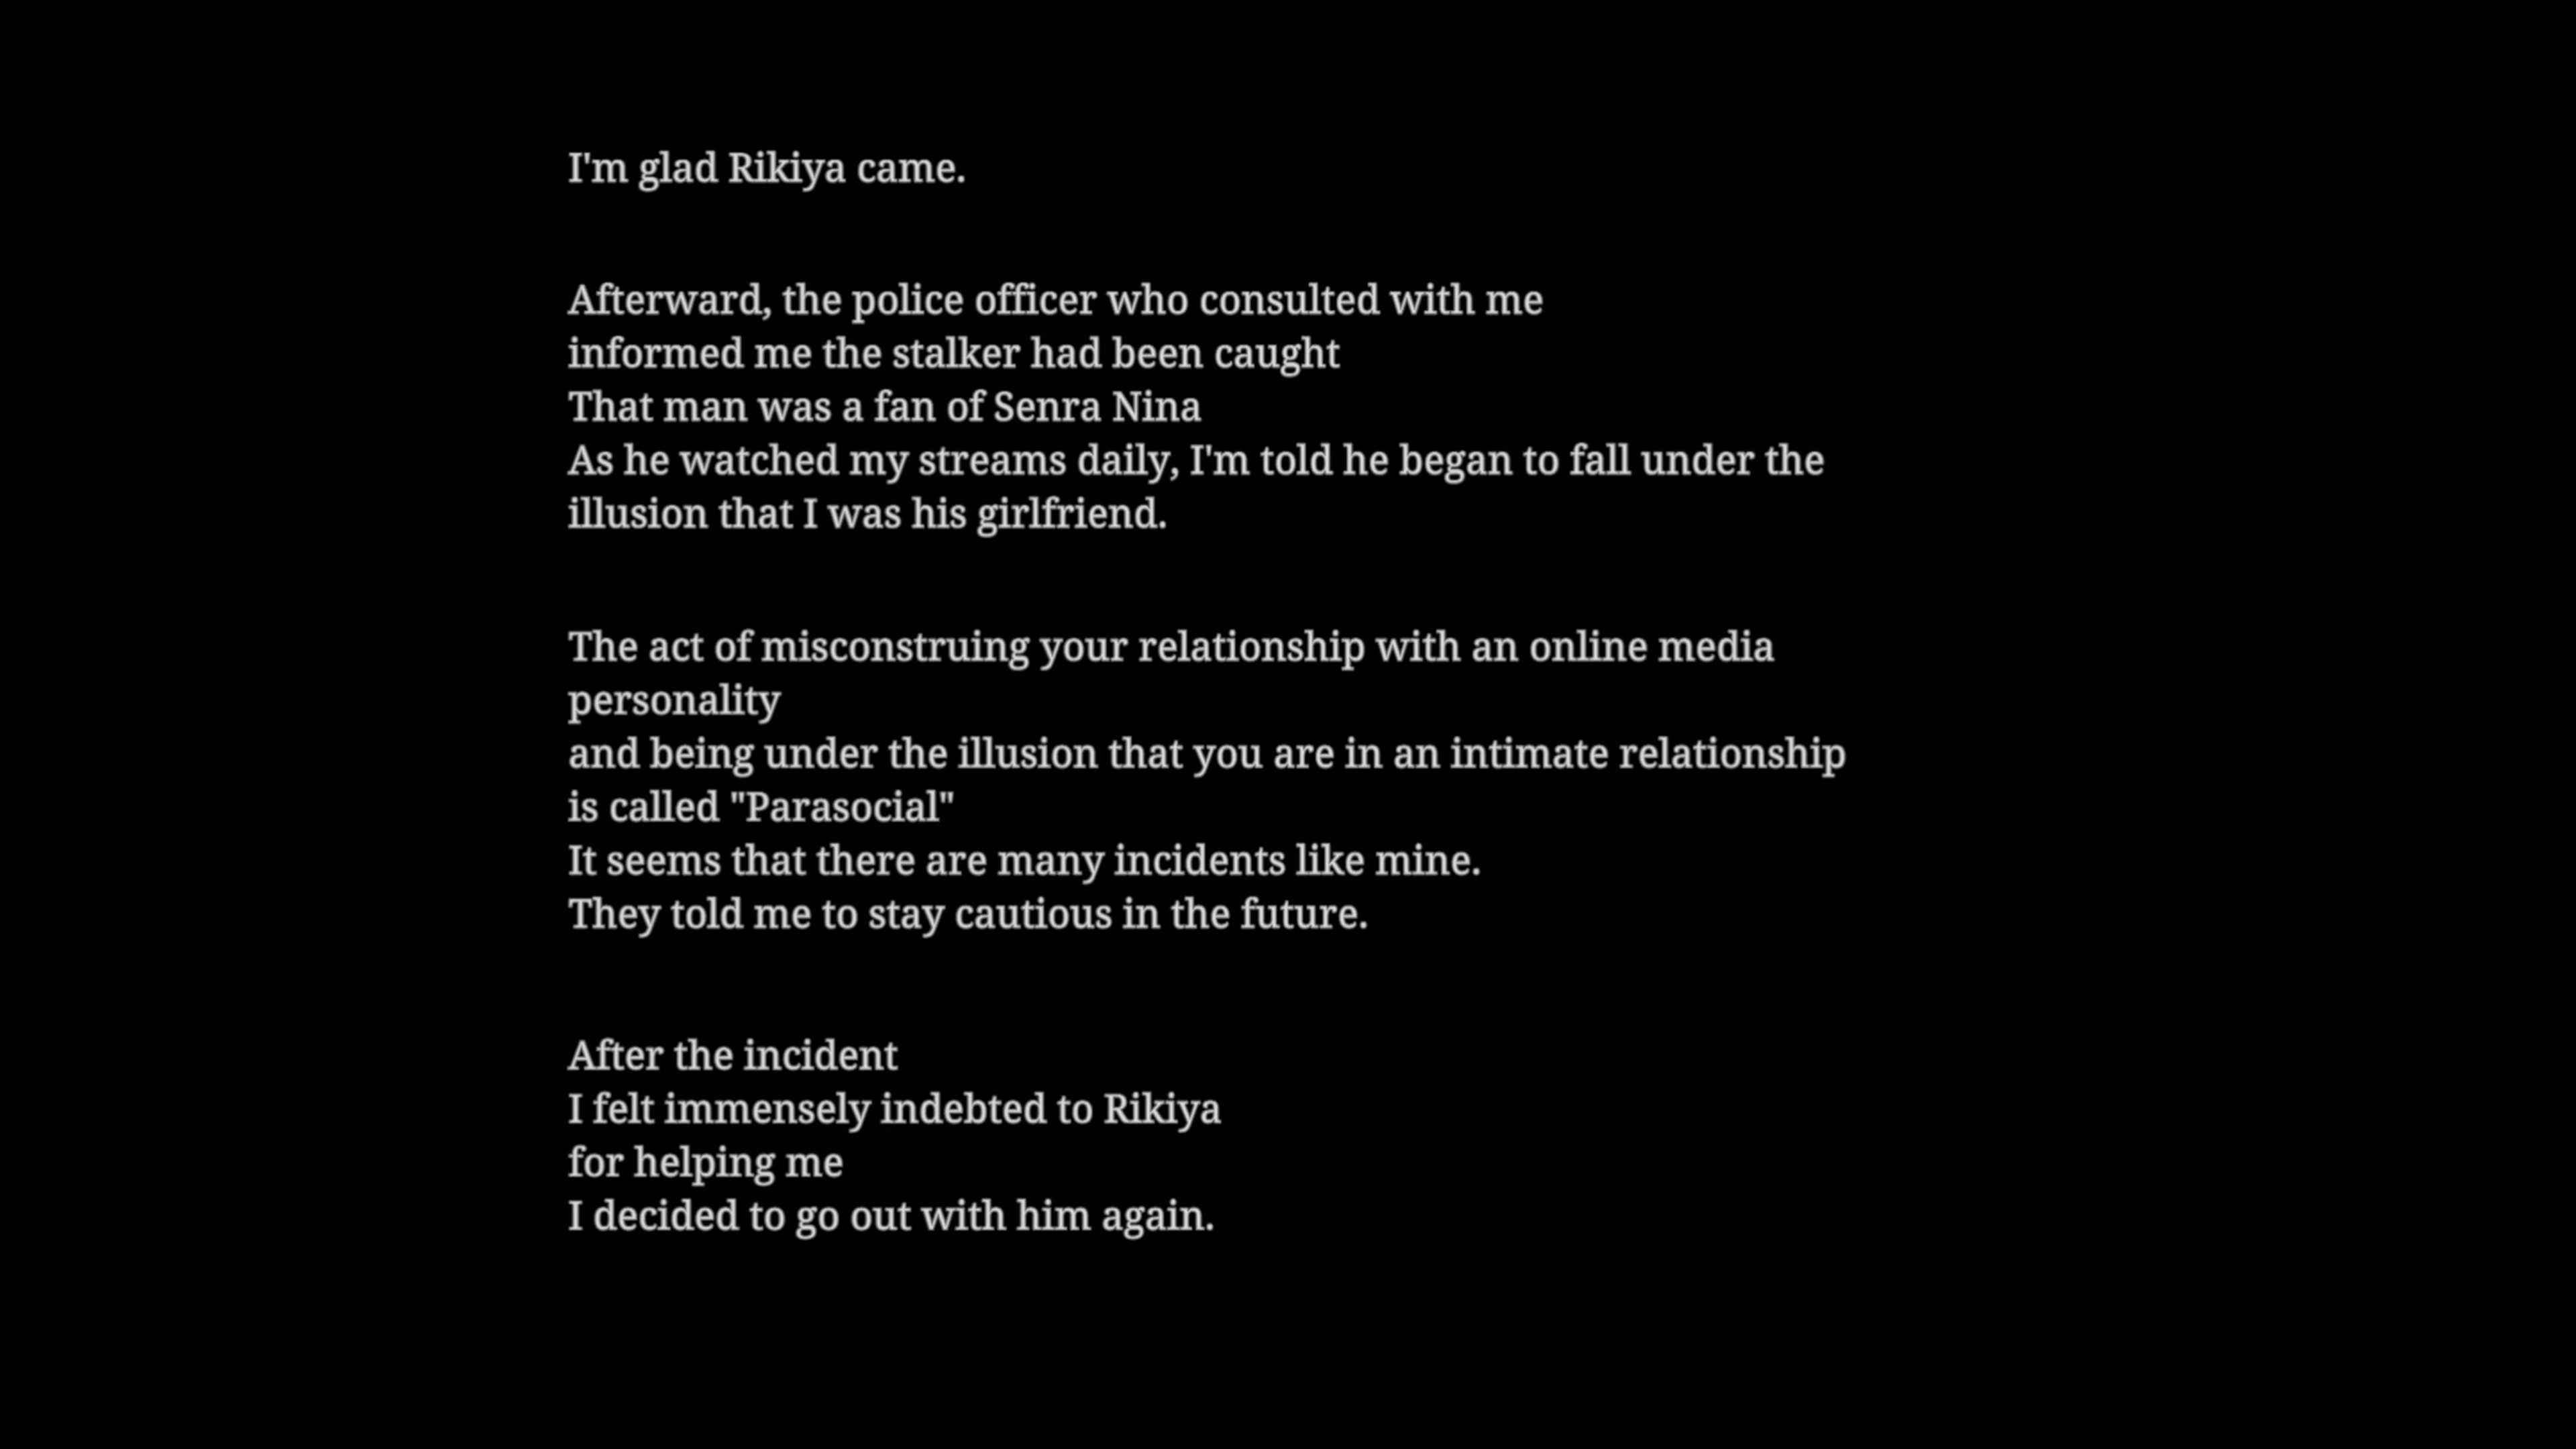 I'm glad Rikiya came.
Afterward, the police officer who consulted with me
informed me the stalker had been caught
That man was a fan of Senra Nina
As he watched my streams daily, I'm told he began to fall under the
illusion that I was his girlfriend.
The act of misconstruing your relationship with an online media
personality
and being under the illusion that you are in an intimate relationship
is called "Parasocial"
It seems that there are many incidents like mine.
They told me to stay cautious in the future.
After the incident
I felt immensely indebted to Rikiya
for helping me
I decided to go out with him again.